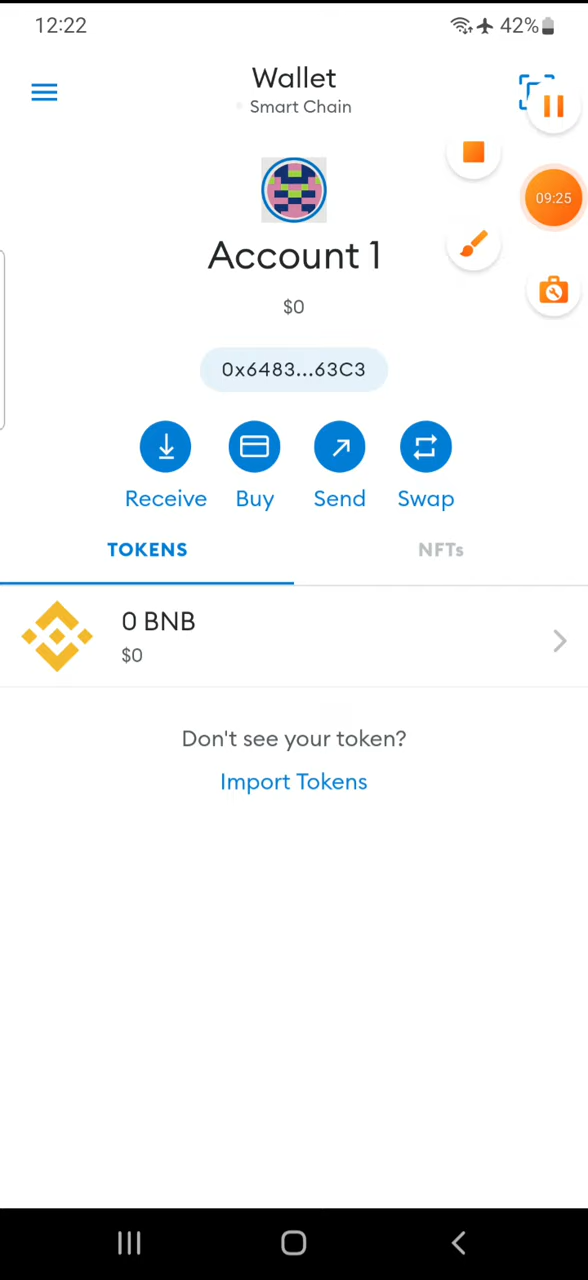 12:22
42%
Wallet
Smart Chain
09:25
Account 1
$0
0x6483...63C3
Receive
Buy
Send
Swap
TOKENS
NFTs
0 BNB
$0
Don't see your token?
Import Tokens